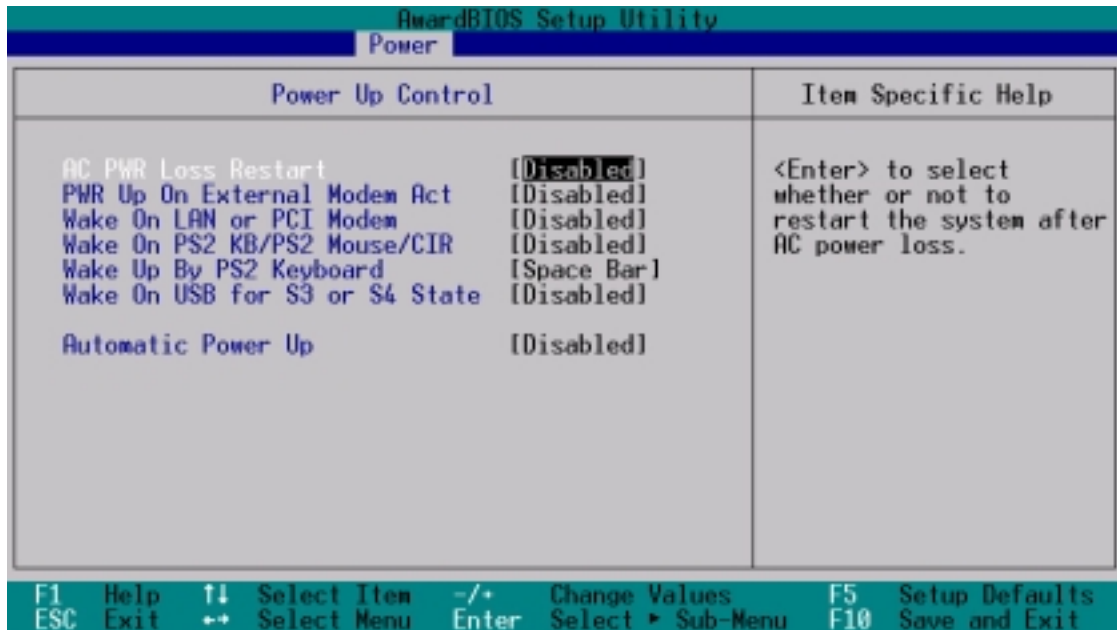 AwardBIOS Setup Utility
Power
Power Up Control
Item Specific Help
AC PWR Loss Restart [Disabled]
PWR Up On External Modem Act [Disabled]
Wake On LAN or PCI Modem [Disabled]
Wake On PS2 KB/PS2 Mouse/CIR [Disabled]
Wake Up By PS2 Keyboard [Space Bar]
Wake On USB for S3 or S4 State [Disabled]
Automatic Power Up [Disabled]
<Enter> to select
whether or not to
restart the system after
AC power loss.
F1 Help ↑↓ Select Item -/+ Change Values F5 Setup Defaults
ESC Exit ←→ Select Menu Enter Select ► Sub-Menu F10 Save and Exit